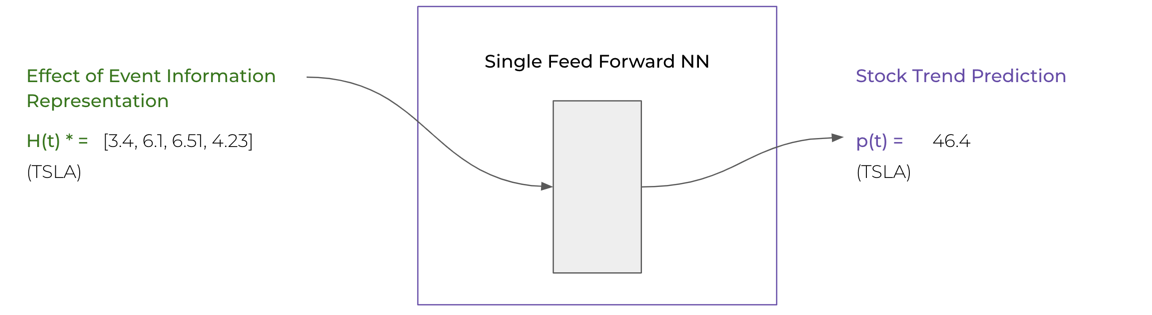 Single Feed Forward NN
Effect of Event Information
Representation
H(t) * = [3.4, 6.1, 6.51, 4.23]
(TSLA)
Stock Trend Prediction
p(t) = 46.4
(TSLA)